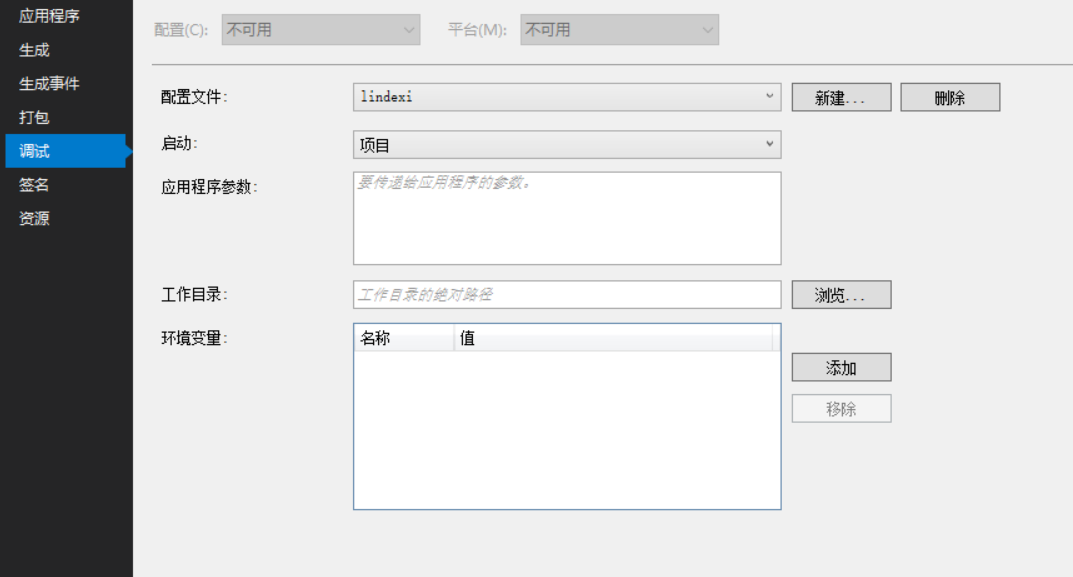 应用程序
生成
生成事件
打包
调试
签名
资源
配置(C): 不可用 平台(M): 不可用
配置文件: lindexi 新建... 删除
启动: 项目
应用程序参数: 要传递给应用程序的参数。
工作目录: 工作目录的绝对路径 浏览...
环境变量: 名称 值
添加
移除